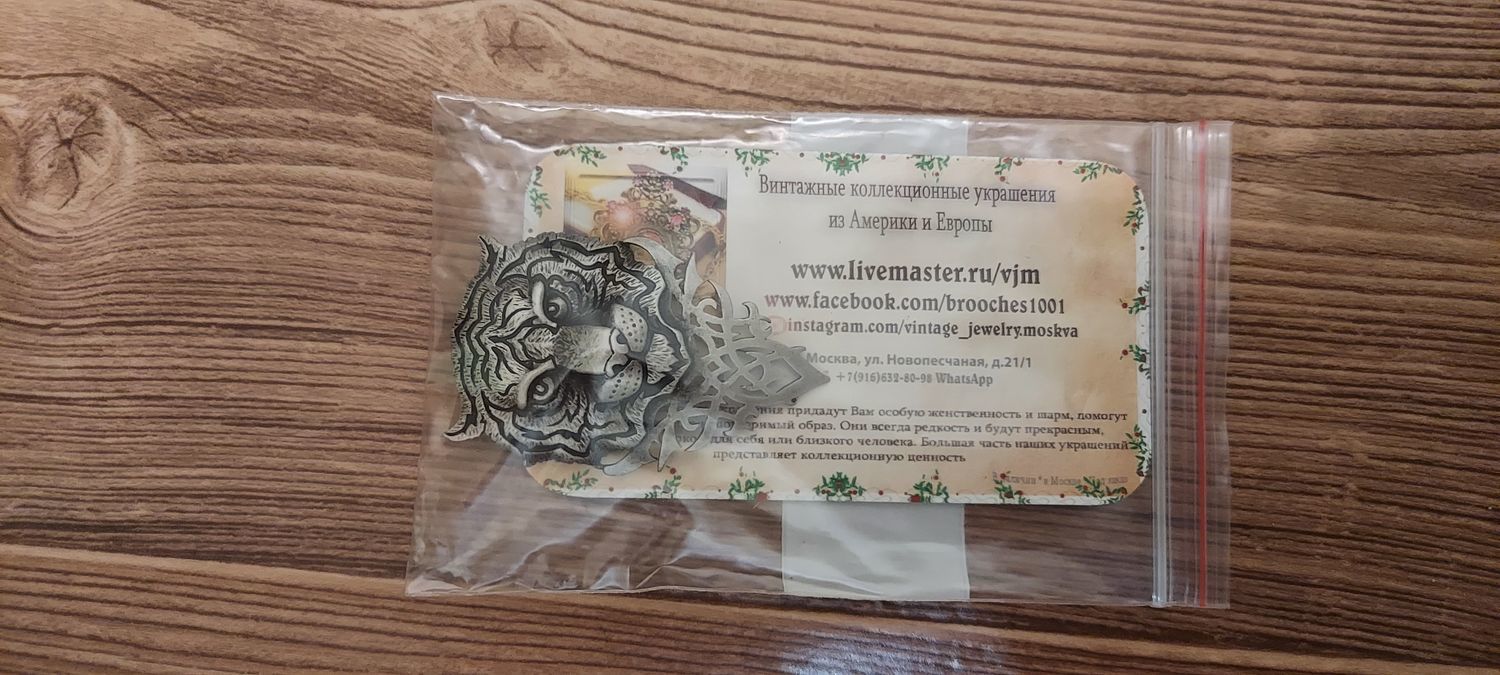 Винтажные коллекционные украшения
из Америки и Европы
www.livemaster.ru/vjm
www.facebook.com/brooches1001
instagram.com/vintage_jewelry.moskva
Москва, ул. Новопесчаная, д.21/1
+7(916)632-80-98 WhatsApp
придадут Вам особую женственность и шарм, помогут
образ. Они всегда редкость и будут прекрасным,
для себя или близкого человека. Большая часть наших украшений
представляет коллекционную ценность
в Москве